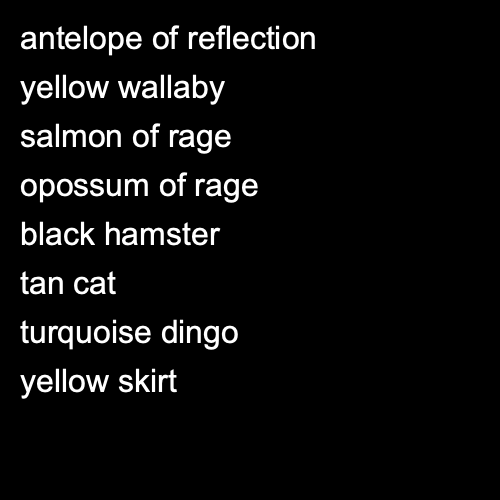 antelope of reflection
yellow wallaby
salmon of rage
opossum of rage
black hamster
tan cat
turquoise dingo
yellow skirt